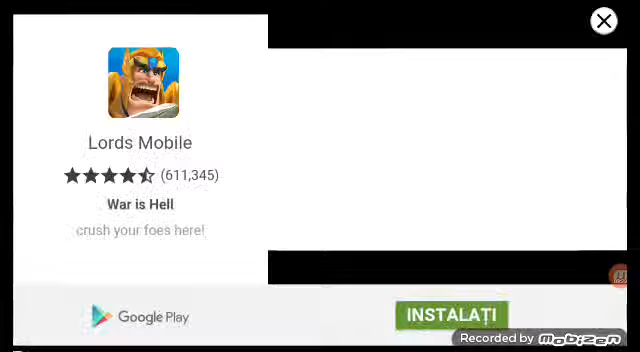 Lords Mobile
(611,345)
War is Hell
crush your foes here!
Google Play
INSTALAȚI
Recorded by mobizen